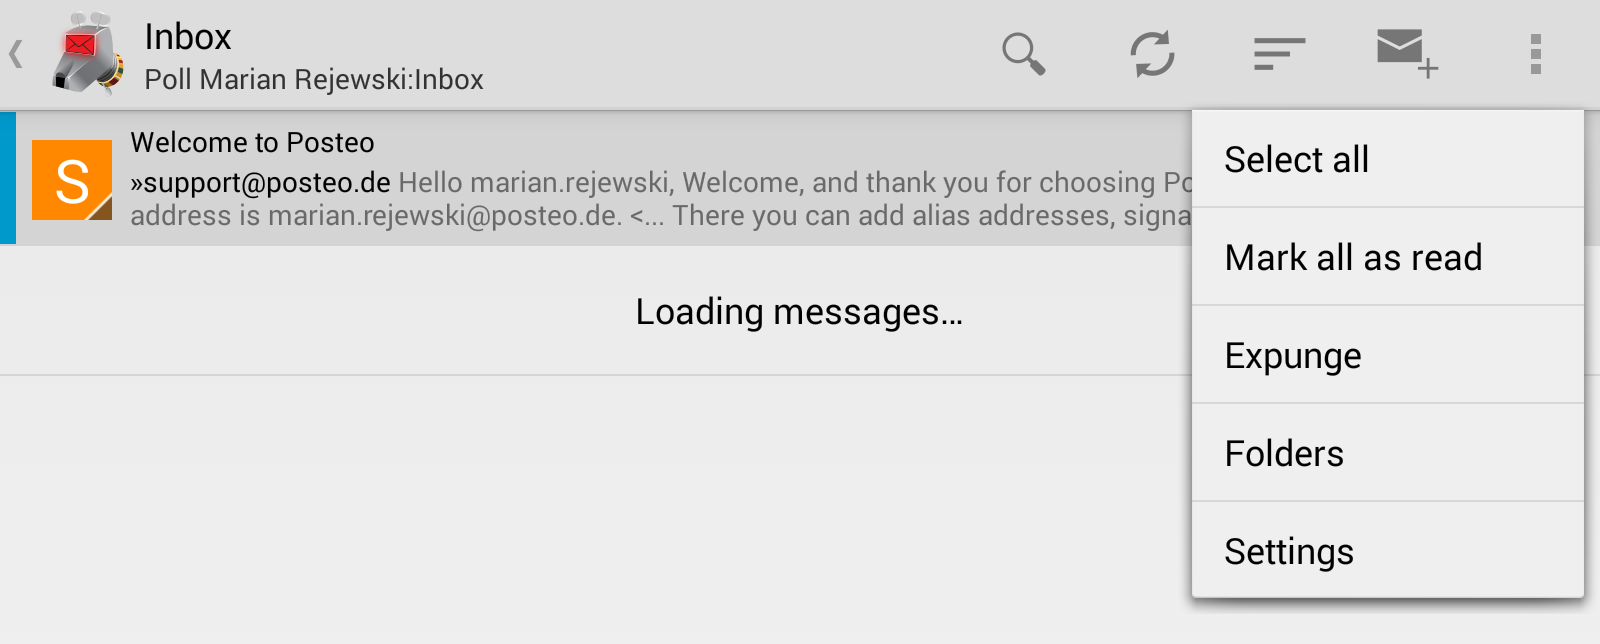 Inbox
Poll Marian Rejewski:Inbox
Welcome to Posteo
»support@posteo.de Hello marian.rejewski, Welcome, and thank you for choosing
address is marian.rejewski@posteo.de. <... There you can add alias addresses,
S
Loading messages...
Select all
Mark all as read
Expunge
Folders
Settings